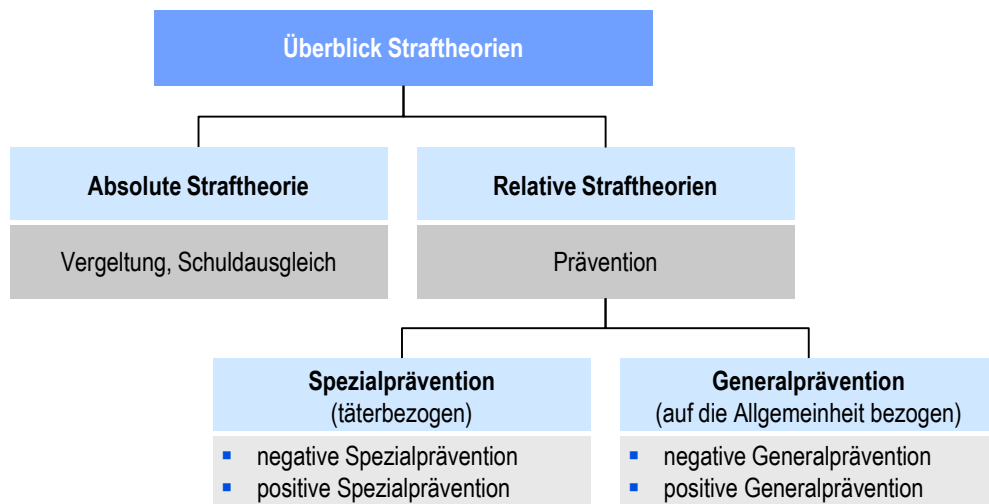 Überblick Straftheorien
Absolute Straftheorie
Vergeltung, Schuldausgleich
Relative Straftheorien
Prävention
Spezialprävention
(täterbezogen)
negative Spezialprävention
positive Spezialprävention
Generalprävention
(auf die Allgemeinheit bezogen)
negative Generalprävention
positive Generalprävention